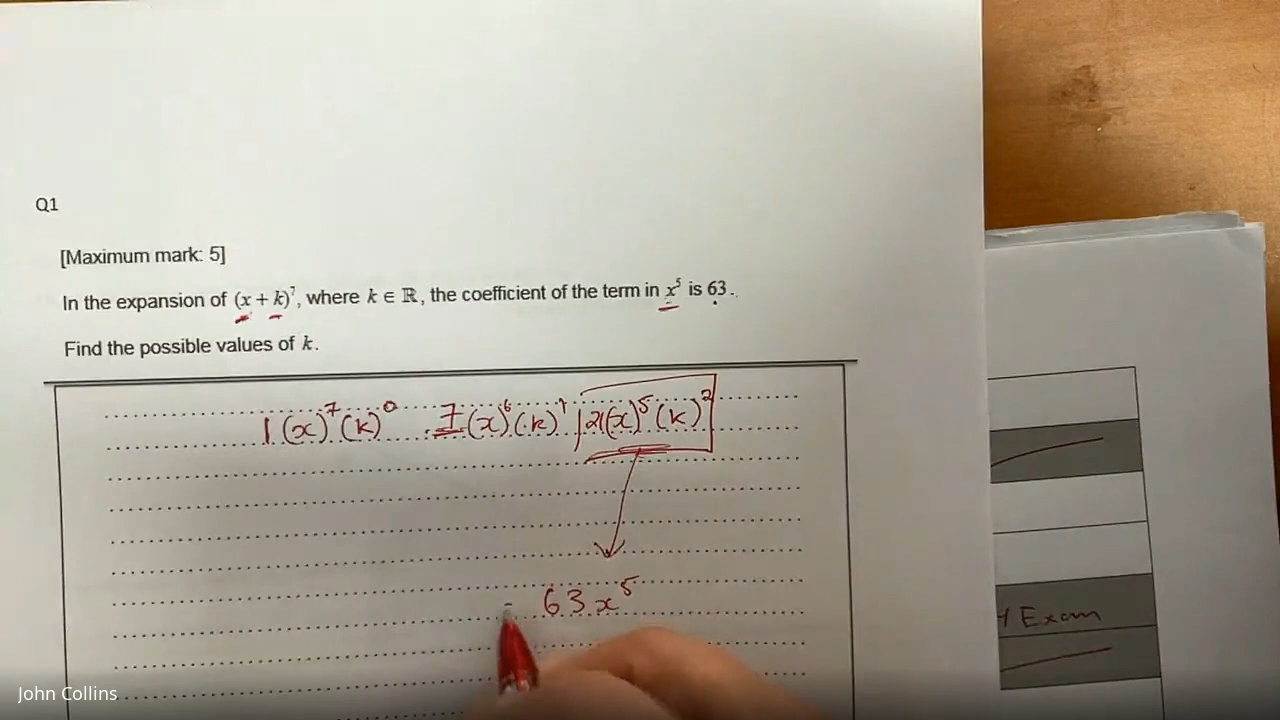 Q1
[Maximum mark: 5]
In the expansion of (x + k)⁷, where k ∈ ℝ, the coefficient of the term in x⁵ is 63.
Find the possible values of k.
1(x)⁷(k)⁰ 7(x)⁶(k)¹ 21(x)⁵(k)²
= 63x⁵
Exam
John Collins